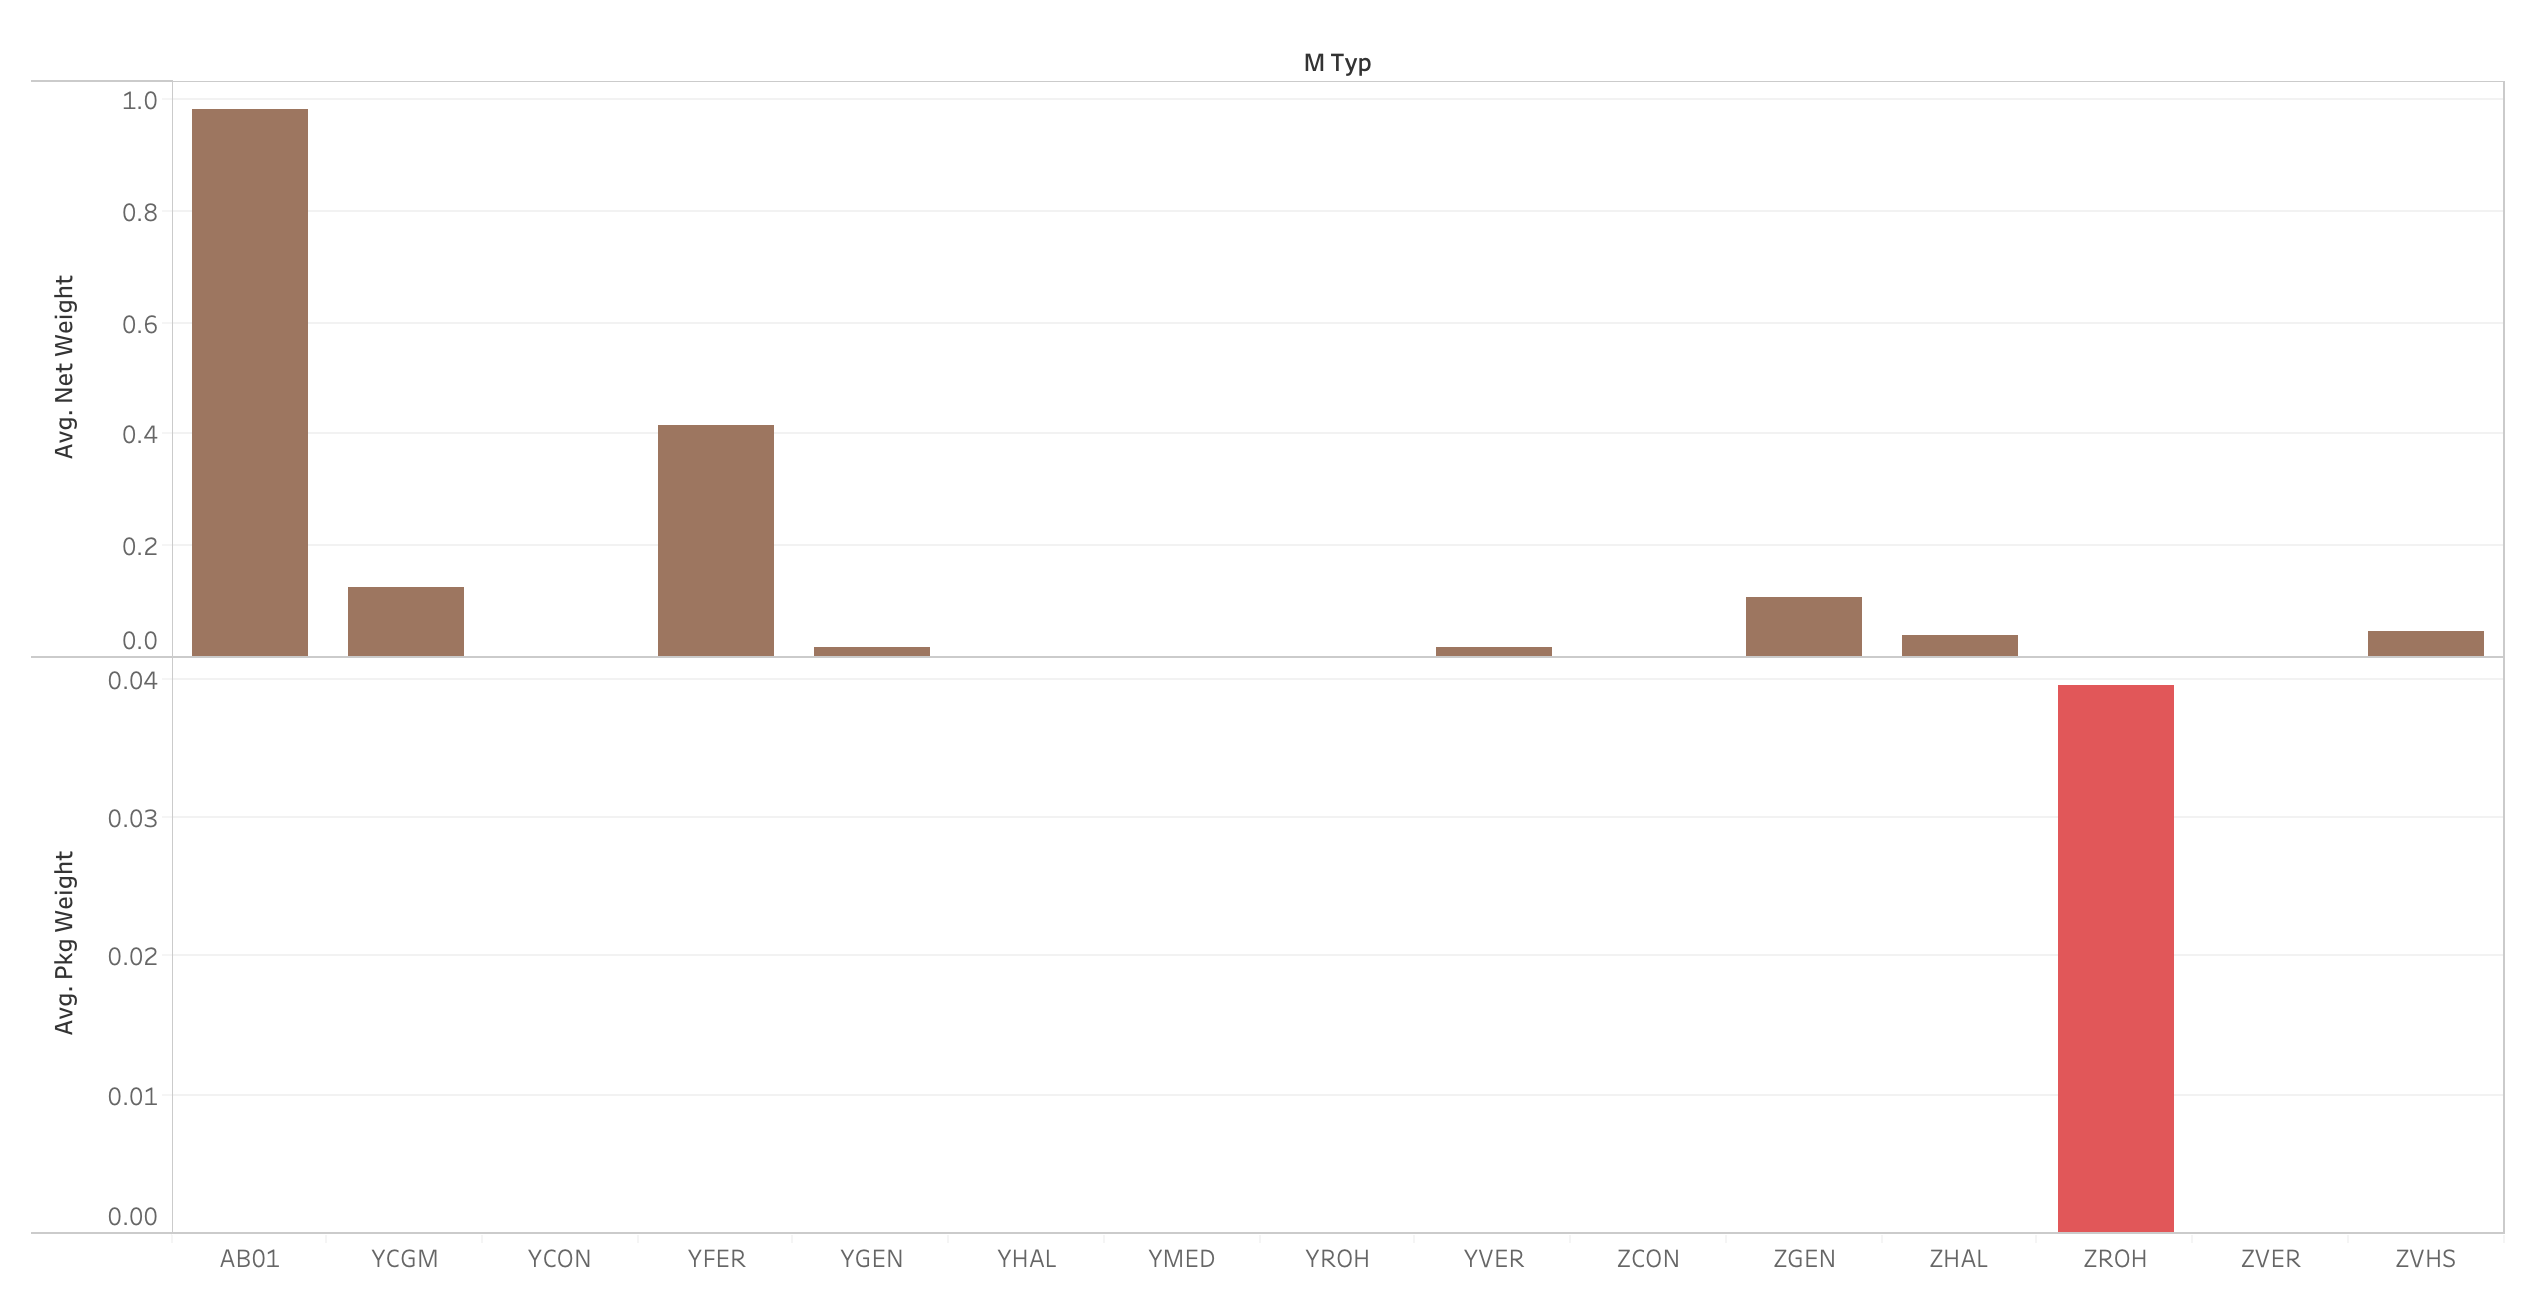 M Typ
Avg. Net Weight
1.0
0.8
0.6
0.4
0.2
0.0
Avg. Pkg Weight
0.04
0.03
0.02
0.01
0.00
AB01 YCGM YCON YFER YGEN YHAL YMED YROH YVER ZCON ZGEN ZHAL ZROH ZVER ZVHS